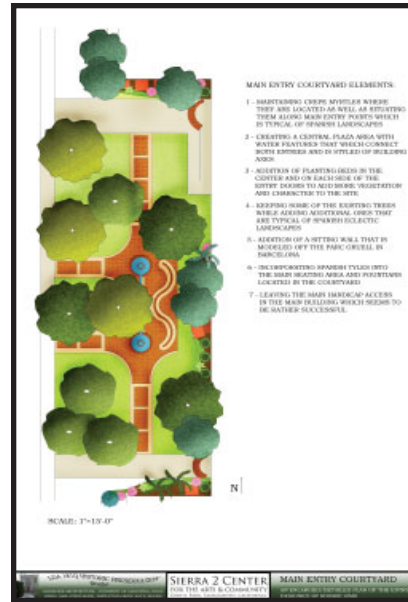 MAIN ENTRY COURTYARD ELEMENTS:
1 - MAINTAINING CREPE MYRTLES WHERE
THEY ARE LOCATED AS WELL AS SITUATING
THEM ALONG MAIN ENTRY POINTS WHICH
IS TYPICAL OF SPANISH LANDSCAPES
2 - CREATING A CENTRAL PLAZA AREA WITH
WATER FEATURES THAT WHICH CONNECT
BOTH ENTRIES AND IS STYLED OF BUILDING
AXES
3 - ADDITION OF PLANTING BEDS IN THE
CENTER AND ON EACH SIDE OF THE
ENTRY DOORS TO ADD MORE VEGETATION
AND CHARACTER TO THE SITE
4 - KEEPING SOME OF THE EXISTING TREES
WHILE ADDING ADDITIONAL ONES THAT
ARE TYPICAL OF SPANISH ECLECTIC
LANDSCAPES
5 - ADDITION OF A SITTING WALL THAT IS
MODELED OFF THE PARC GRUELL IN
BARCELONA
6 - INCORPORATING SPANISH TYLES INTO
THE MAIN SEATING AREA AND FOUNTAINS
LOCATED IN THE COURTYARD
7 - LEAVING THE MAIN HANDICAP ACCESS
IN THE MAIN BUILDING WHICH SEEMS TO
BE RATHER SUCCESSFUL
N
SCALE: 1"=15'-0"
SIERRA 2 CENTER
FOR THE ARTS & COMMUNITY
MAIN ENTRY COURTYARD